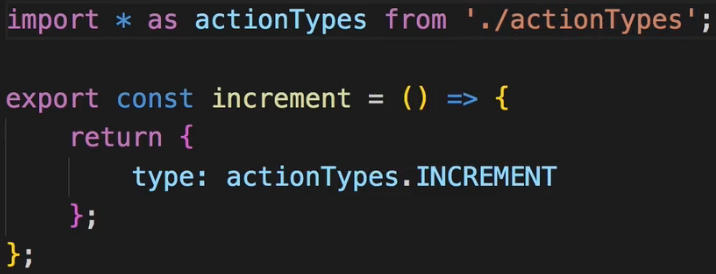 import * as actionTypes from './actionTypes';
export const increment = () => {
return {
type: actionTypes.INCREMENT
};
};